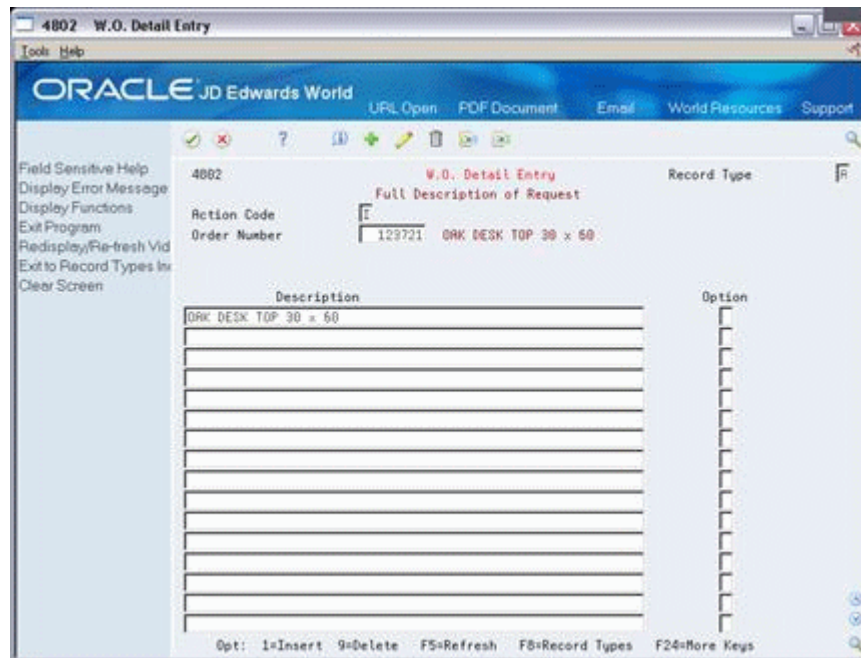 4802 W.O. Detail Entry
Tools Help
ORACLE JD Edwards World
URL Open PDF Document Email World Resources Support
Field Sensitive Help
Display Error Message
Display Functions
Exit Program
Redisplay/Re-fresh Vid
Exit to Record Types In
Clear Screen
4802 W.O. Detail Entry Record Type A
Full Description of Request
Action Code I
Order Number 123721 OAK DESK TOP 30 x 60
Description Option
OAK DESK TOP 30 x 60
Opt: 1=Insert 9=Delete F5=Refresh F8=Record Types F24=More Keys